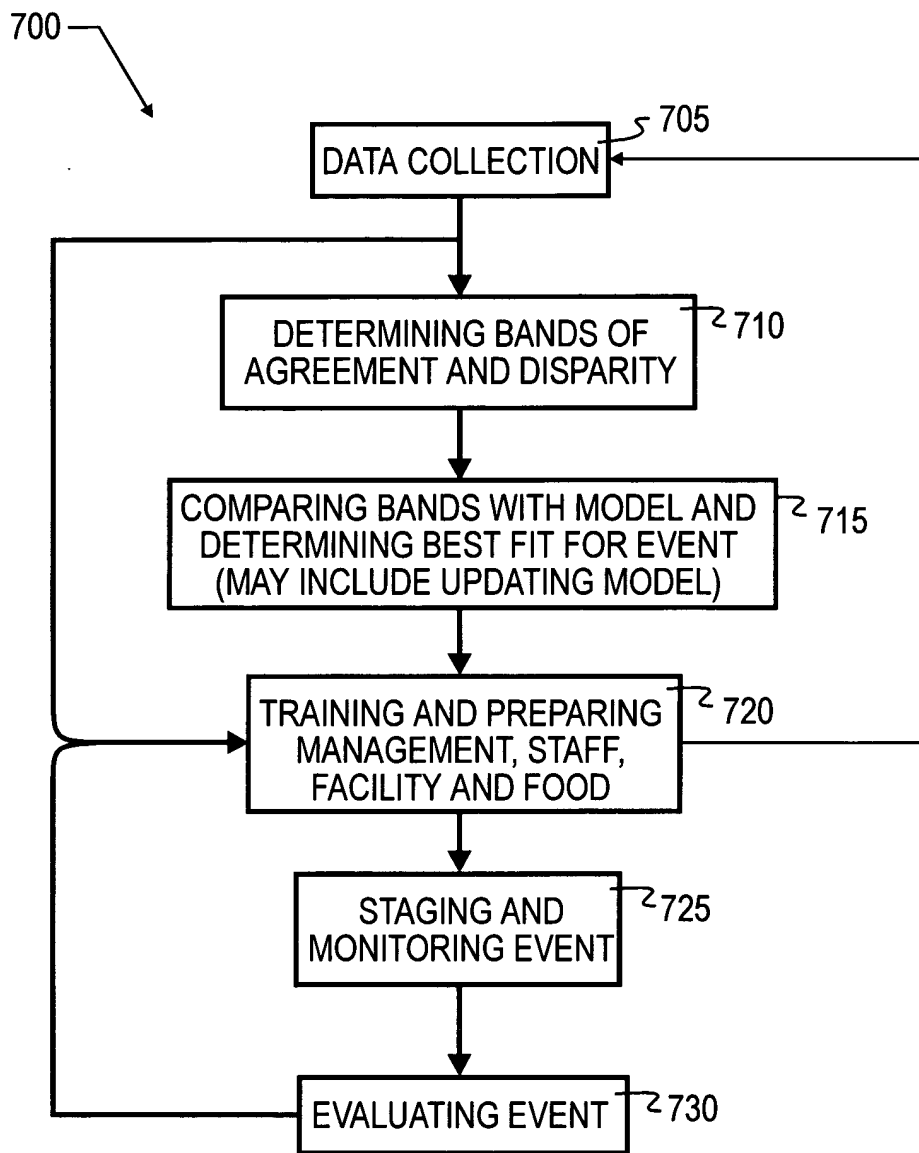 700
705
DATA COLLECTION
710
DETERMINING BANDS OF
AGREEMENT AND DISPARITY
715
COMPARING BANDS WITH MODEL AND
DETERMINING BEST FIT FOR EVENT
(MAY INCLUDE UPDATING MODEL)
720
TRAINING AND PREPARING
MANAGEMENT, STAFF,
FACILITY AND FOOD
725
STAGING AND
MONITORING EVENT
730
EVALUATING EVENT